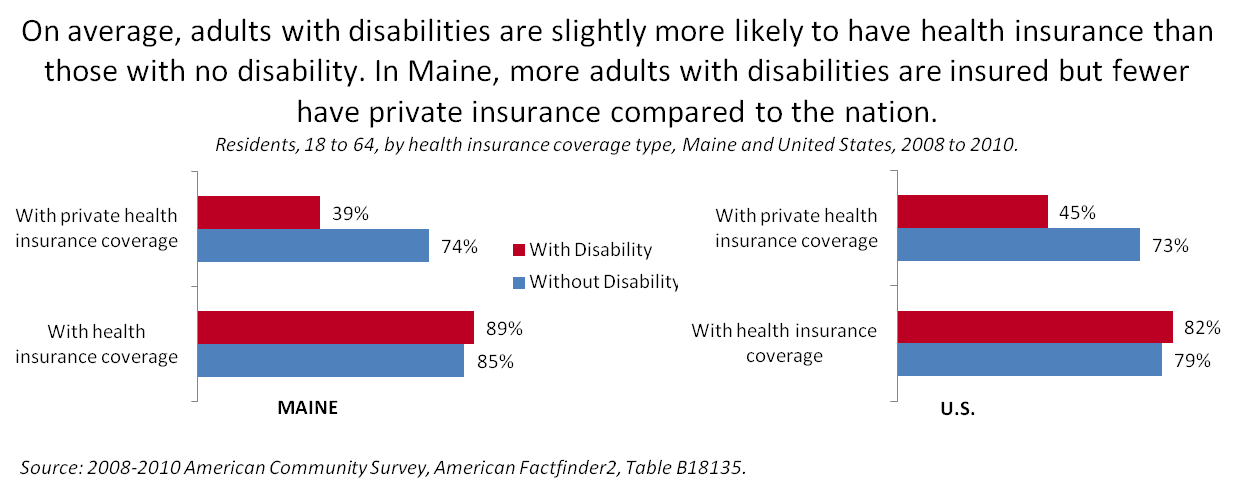 On average, adults with disabilities are slightly more likely to have health insurance than
those with no disability. In Maine, more adults with disabilities are insured but fewer
have private insurance compared to the nation.
Residents, 18 to 64, by health insurance coverage type, Maine and United States, 2008 to 2010.
With private health
insurance coverage
39%
74%
With health
insurance coverage
89%
85%
MAINE
With Disability
Without Disability
With private health
insurance coverage
45%
73%
With health insurance
coverage
82%
79%
U.S.
Source: 2008-2010 American Community Survey, American Factfinder2, Table B18135.